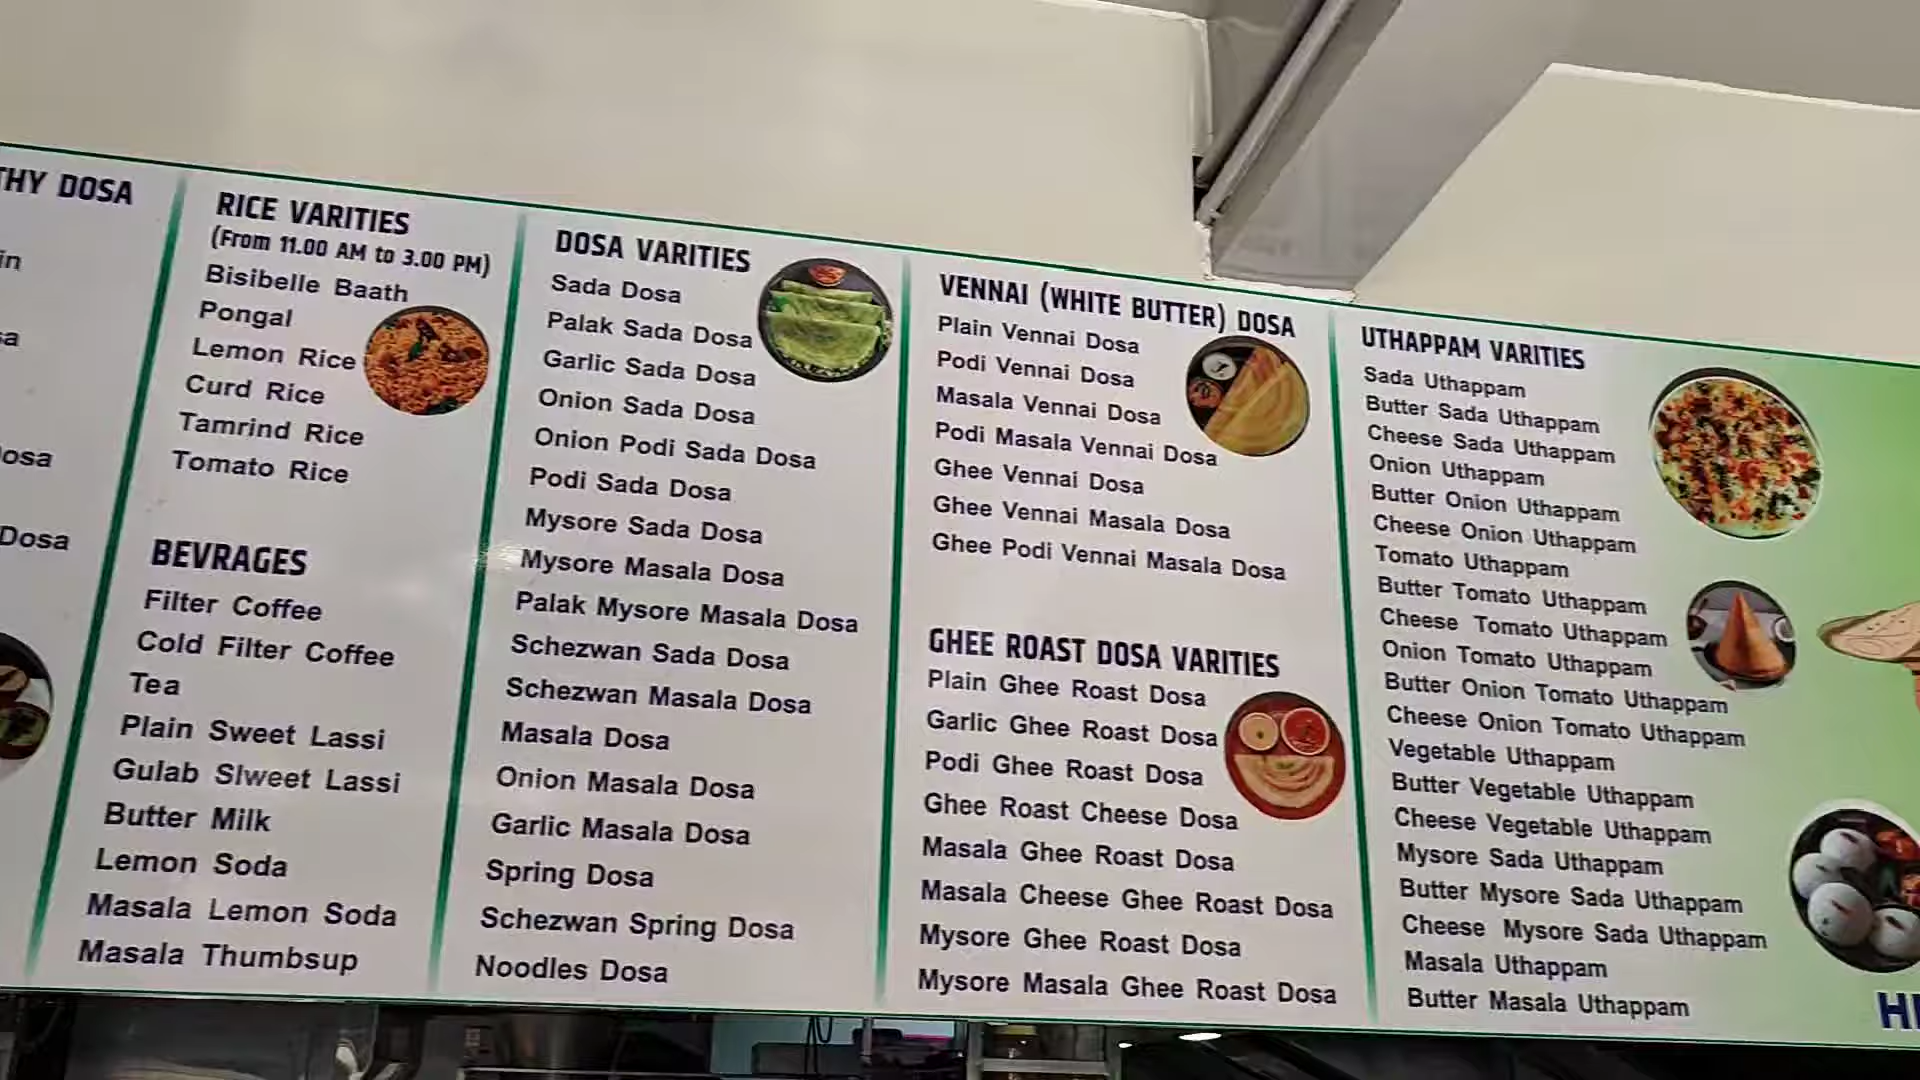 THY DOSA
in
sa
osa
Dosa
RICE VARITIES
(From 11.00 AM to 3.00 PM)
Bisibelle Baath
Pongal
Lemon Rice
Curd Rice
Tamrind Rice
Tomato Rice
BEVRAGES
Filter Coffee
Cold Filter Coffee
Tea
Plain Sweet Lassi
Gulab Slweet Lassi
Butter Milk
Lemon Soda
Masala Lemon Soda
Masala Thumbsup
DOSA VARITIES
Sada Dosa
Palak Sada Dosa
Garlic Sada Dosa
Onion Sada Dosa
Onion Podi Sada Dosa
Podi Sada Dosa
Mysore Sada Dosa
Mysore Masala Dosa
Palak Mysore Masala Dosa
Schezwan Sada Dosa
Schezwan Masala Dosa
Masala Dosa
Onion Masala Dosa
Garlic Masala Dosa
Spring Dosa
Schezwan Spring Dosa
Noodles Dosa
VENNAI (WHITE BUTTER) DOSA
Plain Vennai Dosa
Podi Vennai Dosa
Masala Vennai Dosa
Podi Masala Vennai Dosa
Ghee Vennai Dosa
Ghee Vennai Masala Dosa
Ghee Podi Vennai Masala Dosa
GHEE ROAST DOSA VARITIES
Plain Ghee Roast Dosa
Garlic Ghee Roast Dosa
Podi Ghee Roast Dosa
Ghee Roast Cheese Dosa
Masala Ghee Roast Dosa
Masala Cheese Ghee Roast Dosa
Mysore Ghee Roast Dosa
Mysore Masala Ghee Roast Dosa
UTHAPPAM VARITIES
Sada Uthappam
Butter Sada Uthappam
Cheese Sada Uthappam
Onion Uthappam
Butter Onion Uthappam
Cheese Onion Uthappam
Tomato Uthappam
Butter Tomato Uthappam
Cheese Tomato Uthappam
Onion Tomato Uthappam
Butter Onion Tomato Uthappam
Cheese Onion Tomato Uthappam
Vegetable Uthappam
Butter Vegetable Uthappam
Cheese Vegetable Uthappam
Mysore Sada Uthappam
Butter Mysore Sada Uthappam
Cheese Mysore Sada Uthappam
Masala Uthappam
Butter Masala Uthappam